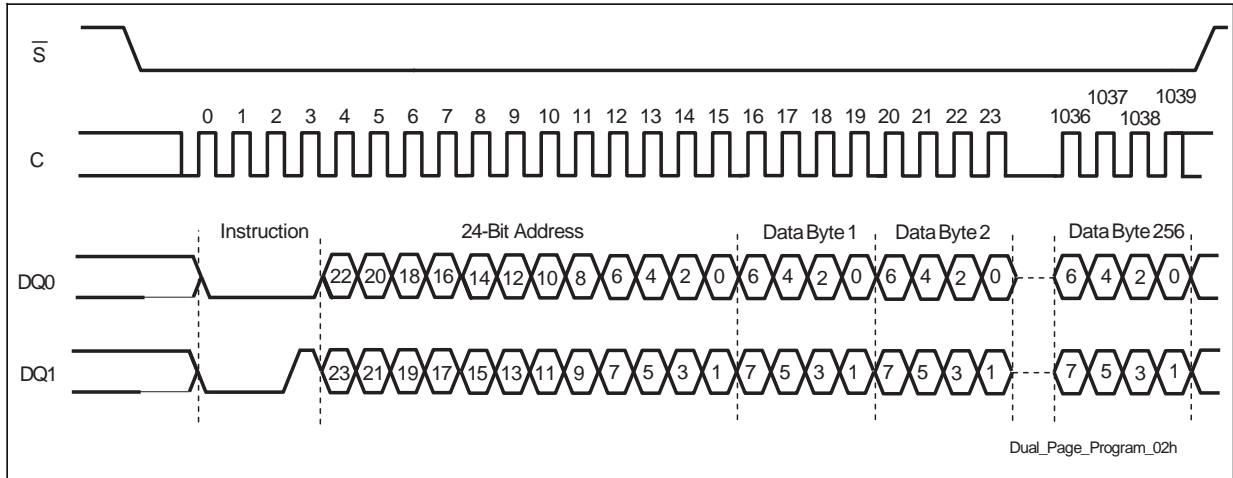 S
0 1 2 3 4 5 6 7 8 9 10 11 12 13 14 15 16 17 18 19 20 21 22 23 1036 1037 1038 1039
C
Instruction 24-Bit Address Data Byte 1 Data Byte 2 Data Byte 256
DQ0 22 20 18 16 14 12 10 8 6 4 2 0 6 4 2 0 6 4 2 0 6 4 2 0
DQ1 23 21 19 17 15 13 11 9 7 5 3 1 7 5 3 1 7 5 3 1 7 5 3 1
Dual_Page_Program_02h